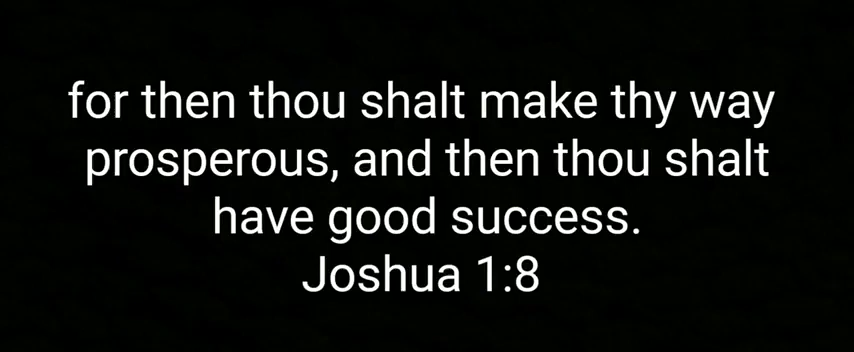 for then thou shalt make thy way
prosperous, and then thou shalt
have good success.
Joshua 1:8